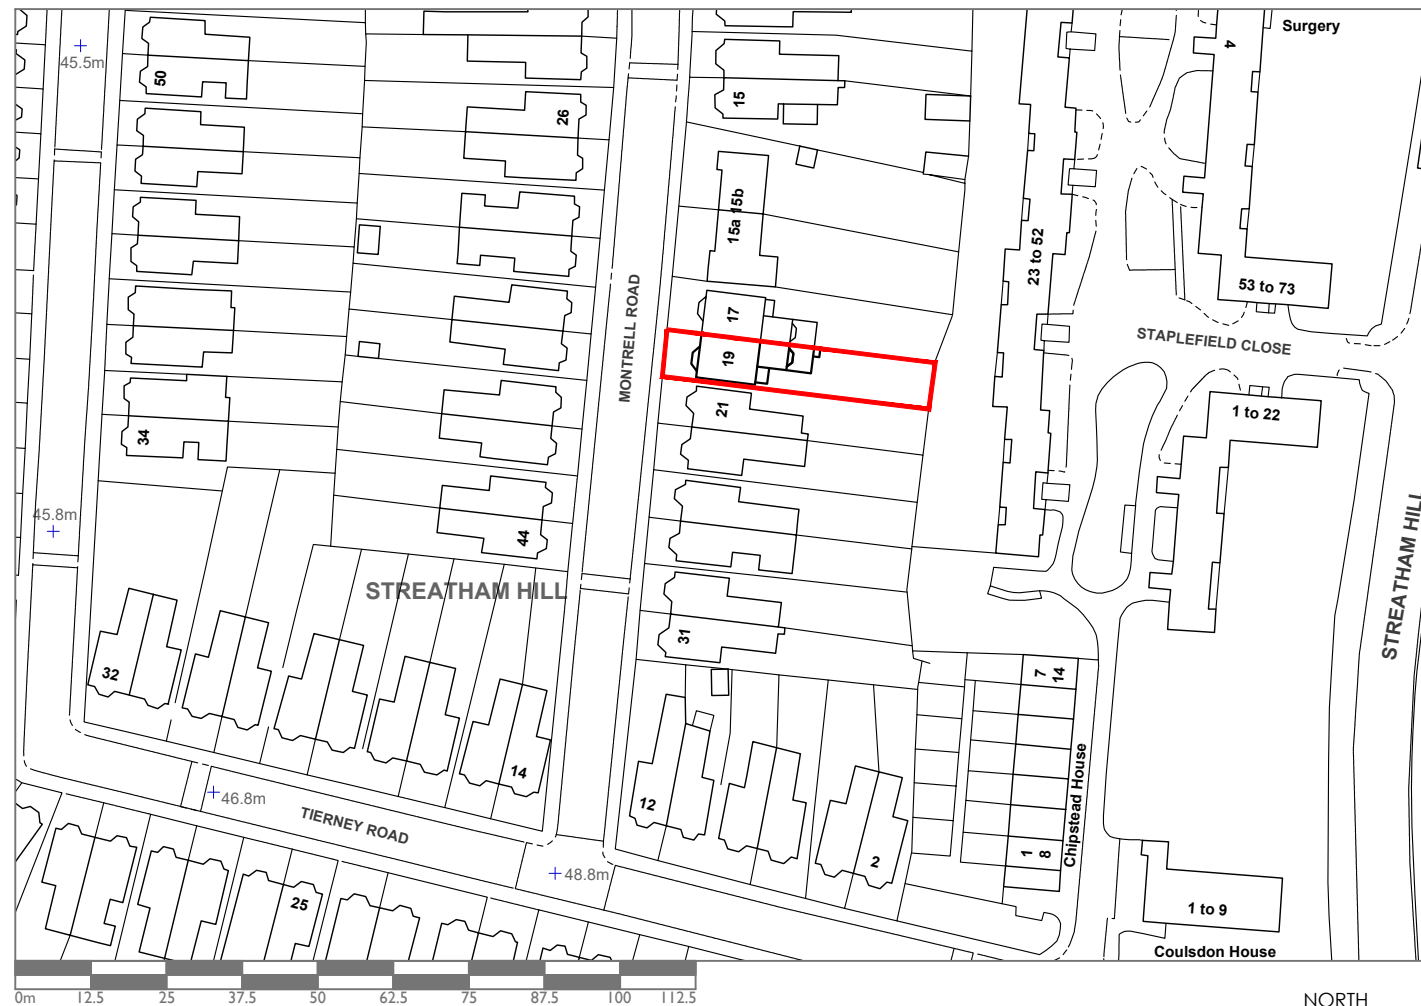 Surgery
4
45.5m
50
26
15
15a 15b
23 to 52
53 to 73
STAPLEFIELD CLOSE
MONTRELL ROAD
17
19
21
1 to 22
34
45.8m
44
STREATHAM HILL
STREATHAM HILL
31
32
7
14
14
12
46.8m
TIERNEY ROAD
Chipstead House
2
1
8
48.8m
25
1 to 9
Coulsdon House
0m 12.5 25 37.5 50 62.5 75 87.5 100 112.5
NORTH